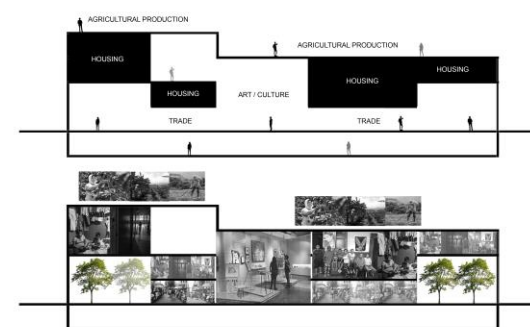 AGRICULTURAL PRODUCTION
AGRICULTURAL PRODUCTION
HOUSING
HOUSING
HOUSING
HOUSING
ART / CULTURE
TRADE
TRADE